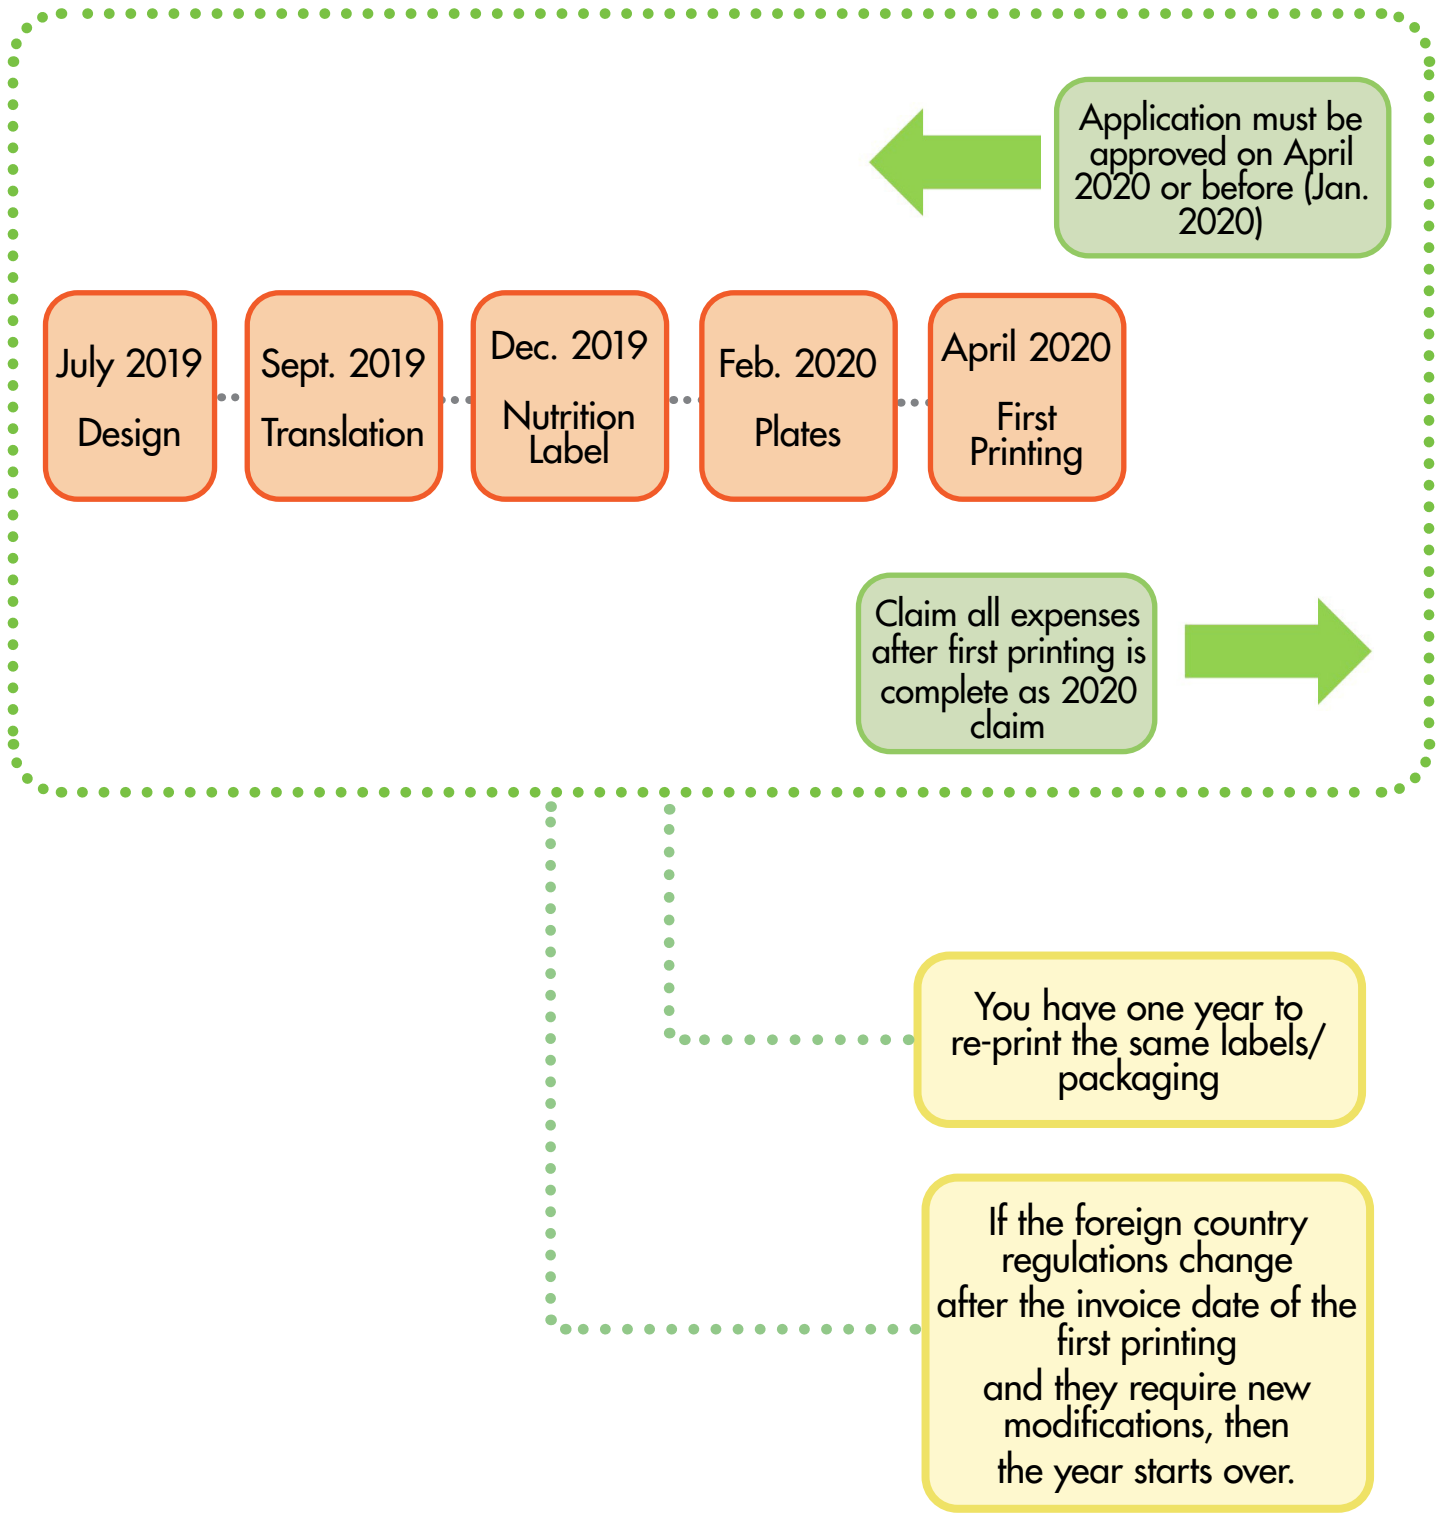 Application must be
approved on April
2020 or before (Jan.
2020)
July 2019
Design
Sept. 2019
Translation
Dec. 2019
Nutrition
Label
Feb. 2020
Plates
April 2020
First
Printing
Claim all expenses
after first printing is
complete as 2020
claim
You have one year to
re-print the same labels/
packaging
If the foreign country
regulations change
after the invoice date of the
first printing
and they require new
modifications, then
the year starts over.